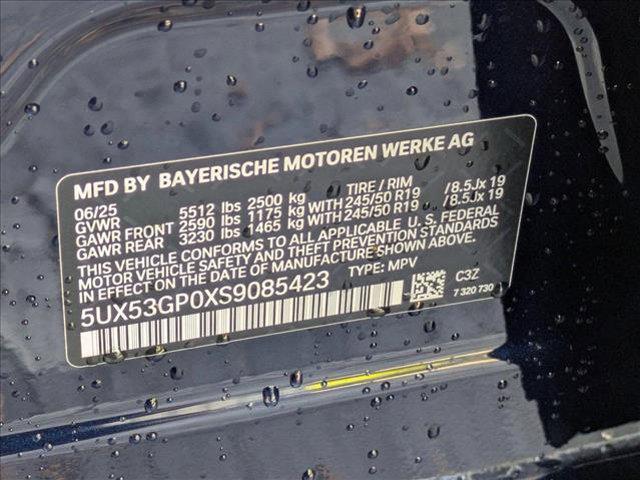 MFD BY BAYERISCHE MOTOREN WERKE AG
06/25 5512 lbs 2500 kg TIRE / RIM
GVWR
GAWR FRONT 2590 lbs 1175 kg WITH 245/50 R19 /8.5Jx 19
GAWR REAR 3230 lbs 1465 kg WITH 245/50 R19 /8.5Jx 19
THIS VEHICLE CONFORMS TO ALL APPLICABLE U. S. FEDERAL
MOTOR VEHICLE SAFETY AND THEFT PREVENTION STANDARDS
IN EFFECT ON THE DATE OF MANUFACTURE SHOWN ABOVE.
5UX53GP0XS9085423 TYPE: MPV C3Z
7 320 730